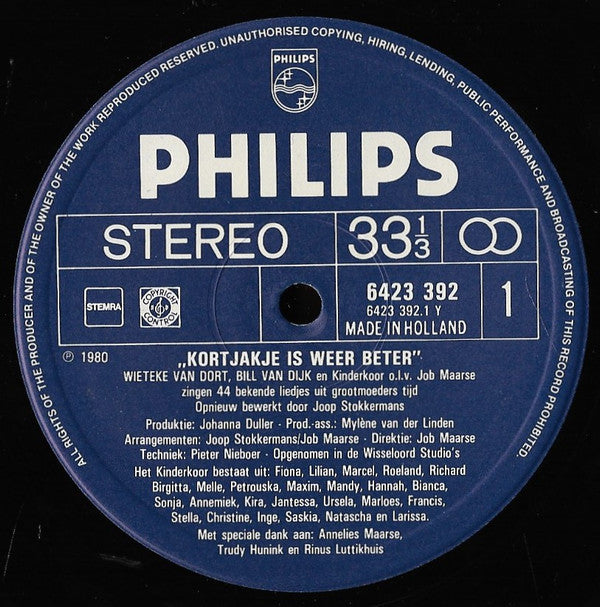 ALL RIGHTS OF THE PRODUCER AND OF THE OWNER OF THE WORK REPRODUCED RESERVED. UNAUTHORISED COPYING, HIRING, LENDING, PUBLIC PERFORMANCE AND BROADCASTING OF THIS RECORD PROHIBITED.
PHILIPS
PHILIPS
STEREO
33 1/3
STEMRA
COPYRIGHT CONTROL
6423 392
6423 392.1 Y
MADE IN HOLLAND
1
℗ 1980
„KORTJAKJE IS WEER BETER"
WIETEKE VAN DORT, BILL VAN DIJK en Kinderkoor o.l.v. Job Maarse
zingen 44 bekende liedjes uit grootmoeders tijd
Opnieuw bewerkt door Joop Stokkermans
Produktie: Johanna Duller - Prod.-ass.: Mylène van der Linden
Arrangementen: Joop Stokkermans/Job Maarse - Direktie: Job Maarse
Techniek: Pieter Nieboer - Opgenomen in de Wisseloord Studio's
Het Kinderkoor bestaat uit: Fiona, Lilian, Marcel, Roeland, Richard
Birgitta, Melle, Petrouska, Maxim, Mandy, Hannah, Bianca,
Sonja, Annemiek, Kira, Jantessa, Ursela, Marloes, Francis,
Stella, Christine, Inge, Saskia, Natascha en Larissa.
Met speciale dank aan: Annelies Maarse,
Trudy Hunink en Rinus Luttikhuis